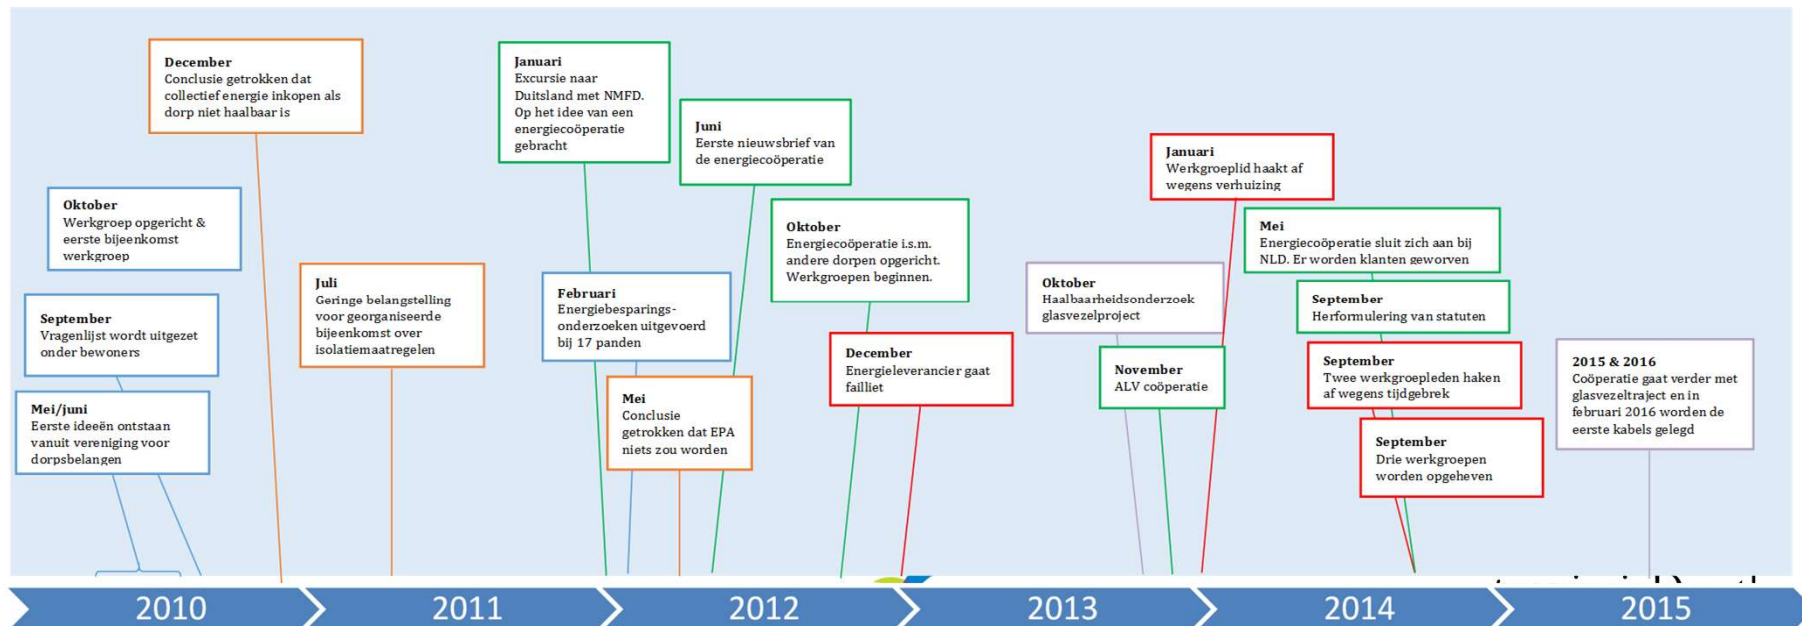 December
Conclusie getrokken dat
collectief energie inkopen als
dorp niet haalbaar is
Oktober
Werkgroep opgericht &
eerste bijeenkomst
werkgroep
September
Vragenlijst wordt uitgezet
onder bewoners
Mei/juni
Eerste ideeën ontstaan
vanuit vereniging voor
dorpsbelangen
Juli
Geringe belangstelling
voor georganiseerde
bijeenkomst over
isolatiemaatregelen
Januari
Excursie naar
Duitsland met NMFD.
Op het idee van een
energiecoöperatie
gebracht
Februari
Energiebesparings-
onderzoeken uitgevoerd
bij 17 panden
Mei
Conclusie
getrokken dat EPA
niets zou worden
Juni
Eerste nieuwsbrief van
de energiecoöperatie
Oktober
Energiecoöperatie i.s.m.
andere dorpen opgericht.
Werkgroepen beginnen.
December
Energieleverancier gaat
failliet
Oktober
Haalbaarheidsonderzoek
glasvezelproject
November
ALV coöperatie
Januari
Werkgroeplid haakt af
wegens verhuizing
Mei
Energiecoöperatie sluit zich aan bij
NLD. Er worden klanten geworven
September
Herformulering van statuten
September
Twee werkgroepleden haken
af wegens tijdgebrek
September
Drie werkgroepen
worden opgeheven
2015 & 2016
Coöperatie gaat verder met
glasvezeltraject en in
februari 2016 worden de
eerste kabels gelegd
2010
2011
2012
2013
2014
2015